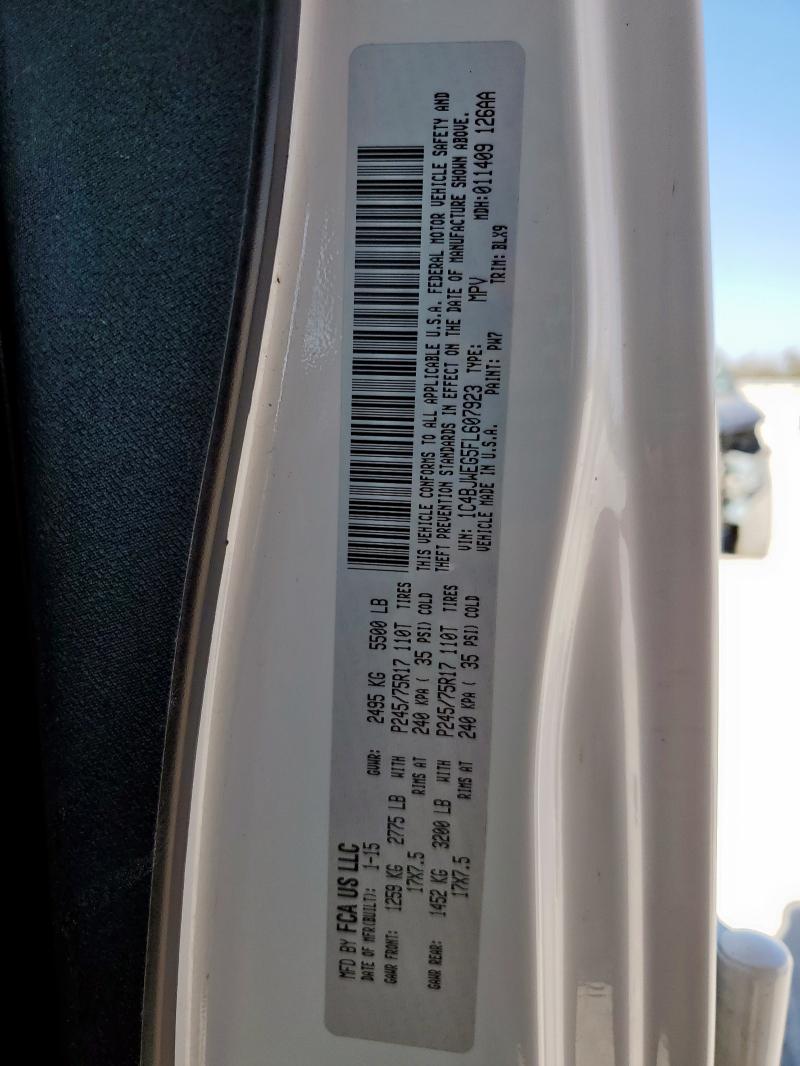 MFD BY FCA US LLC
DATE OF MFR(BUILT): 1-15 GVWR: 2495 KG 5500 LB
GAWR FRONT: 1259 KG 2775 LB WITH P245/75R17 110T TIRES
17X7.5 RIMS AT 240 KPA ( 35 PSI) COLD
GAWR REAR: 1452 KG 3200 LB WITH P245/75R17 110T TIRES
17X7.5 RIMS AT 240 KPA ( 35 PSI) COLD
THIS VEHICLE CONFORMS TO ALL APPLICABLE U.S.A. FEDERAL MOTOR VEHICLE SAFETY AND
THEFT PREVENTION STANDARDS IN EFFECT ON THE DATE OF MANUFACTURE SHOWN ABOVE.
VIN: 1C4BJWEG5FL607923 TYPE: MPV MDH:011409 126AA
VEHICLE MADE IN U.S.A. PAINT: PW7 TRIM: BLX9